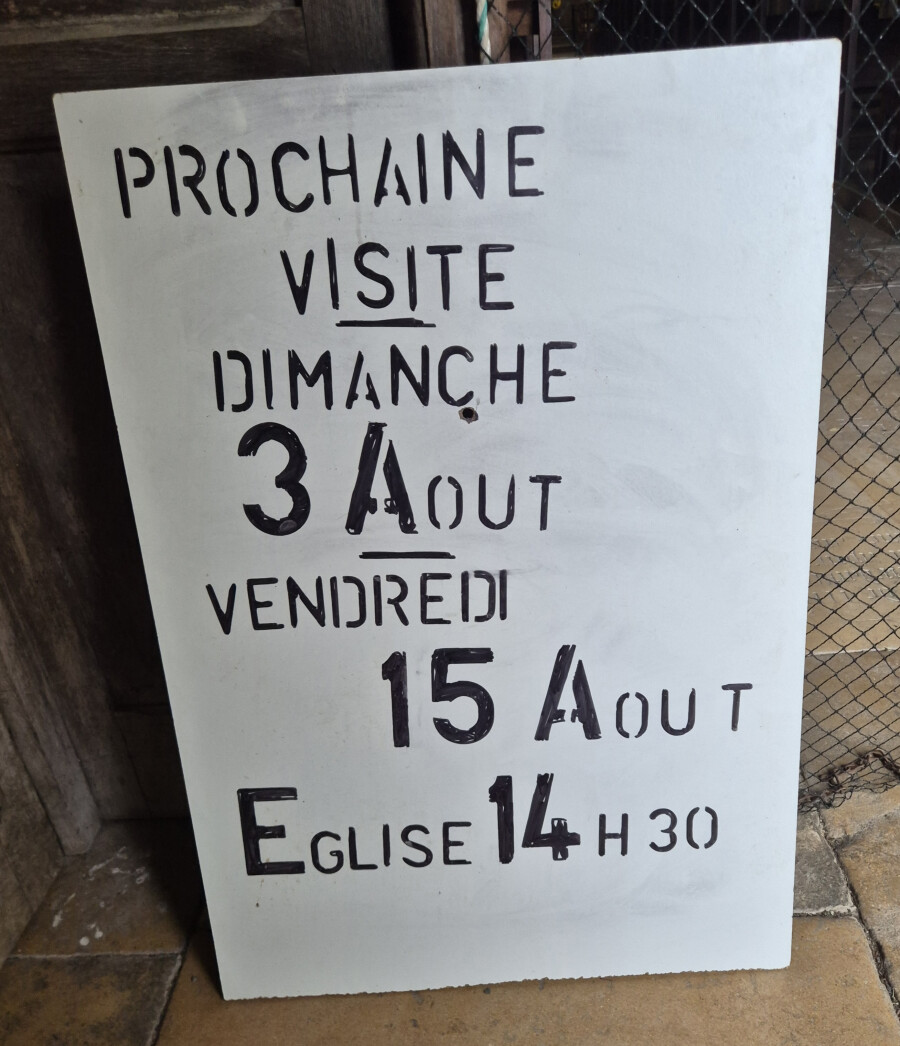 PROCHAINE
VISITE
DIMANCHE
3 AOUT
VENDREDI
15 AOUT
EGLISE 14 H 30